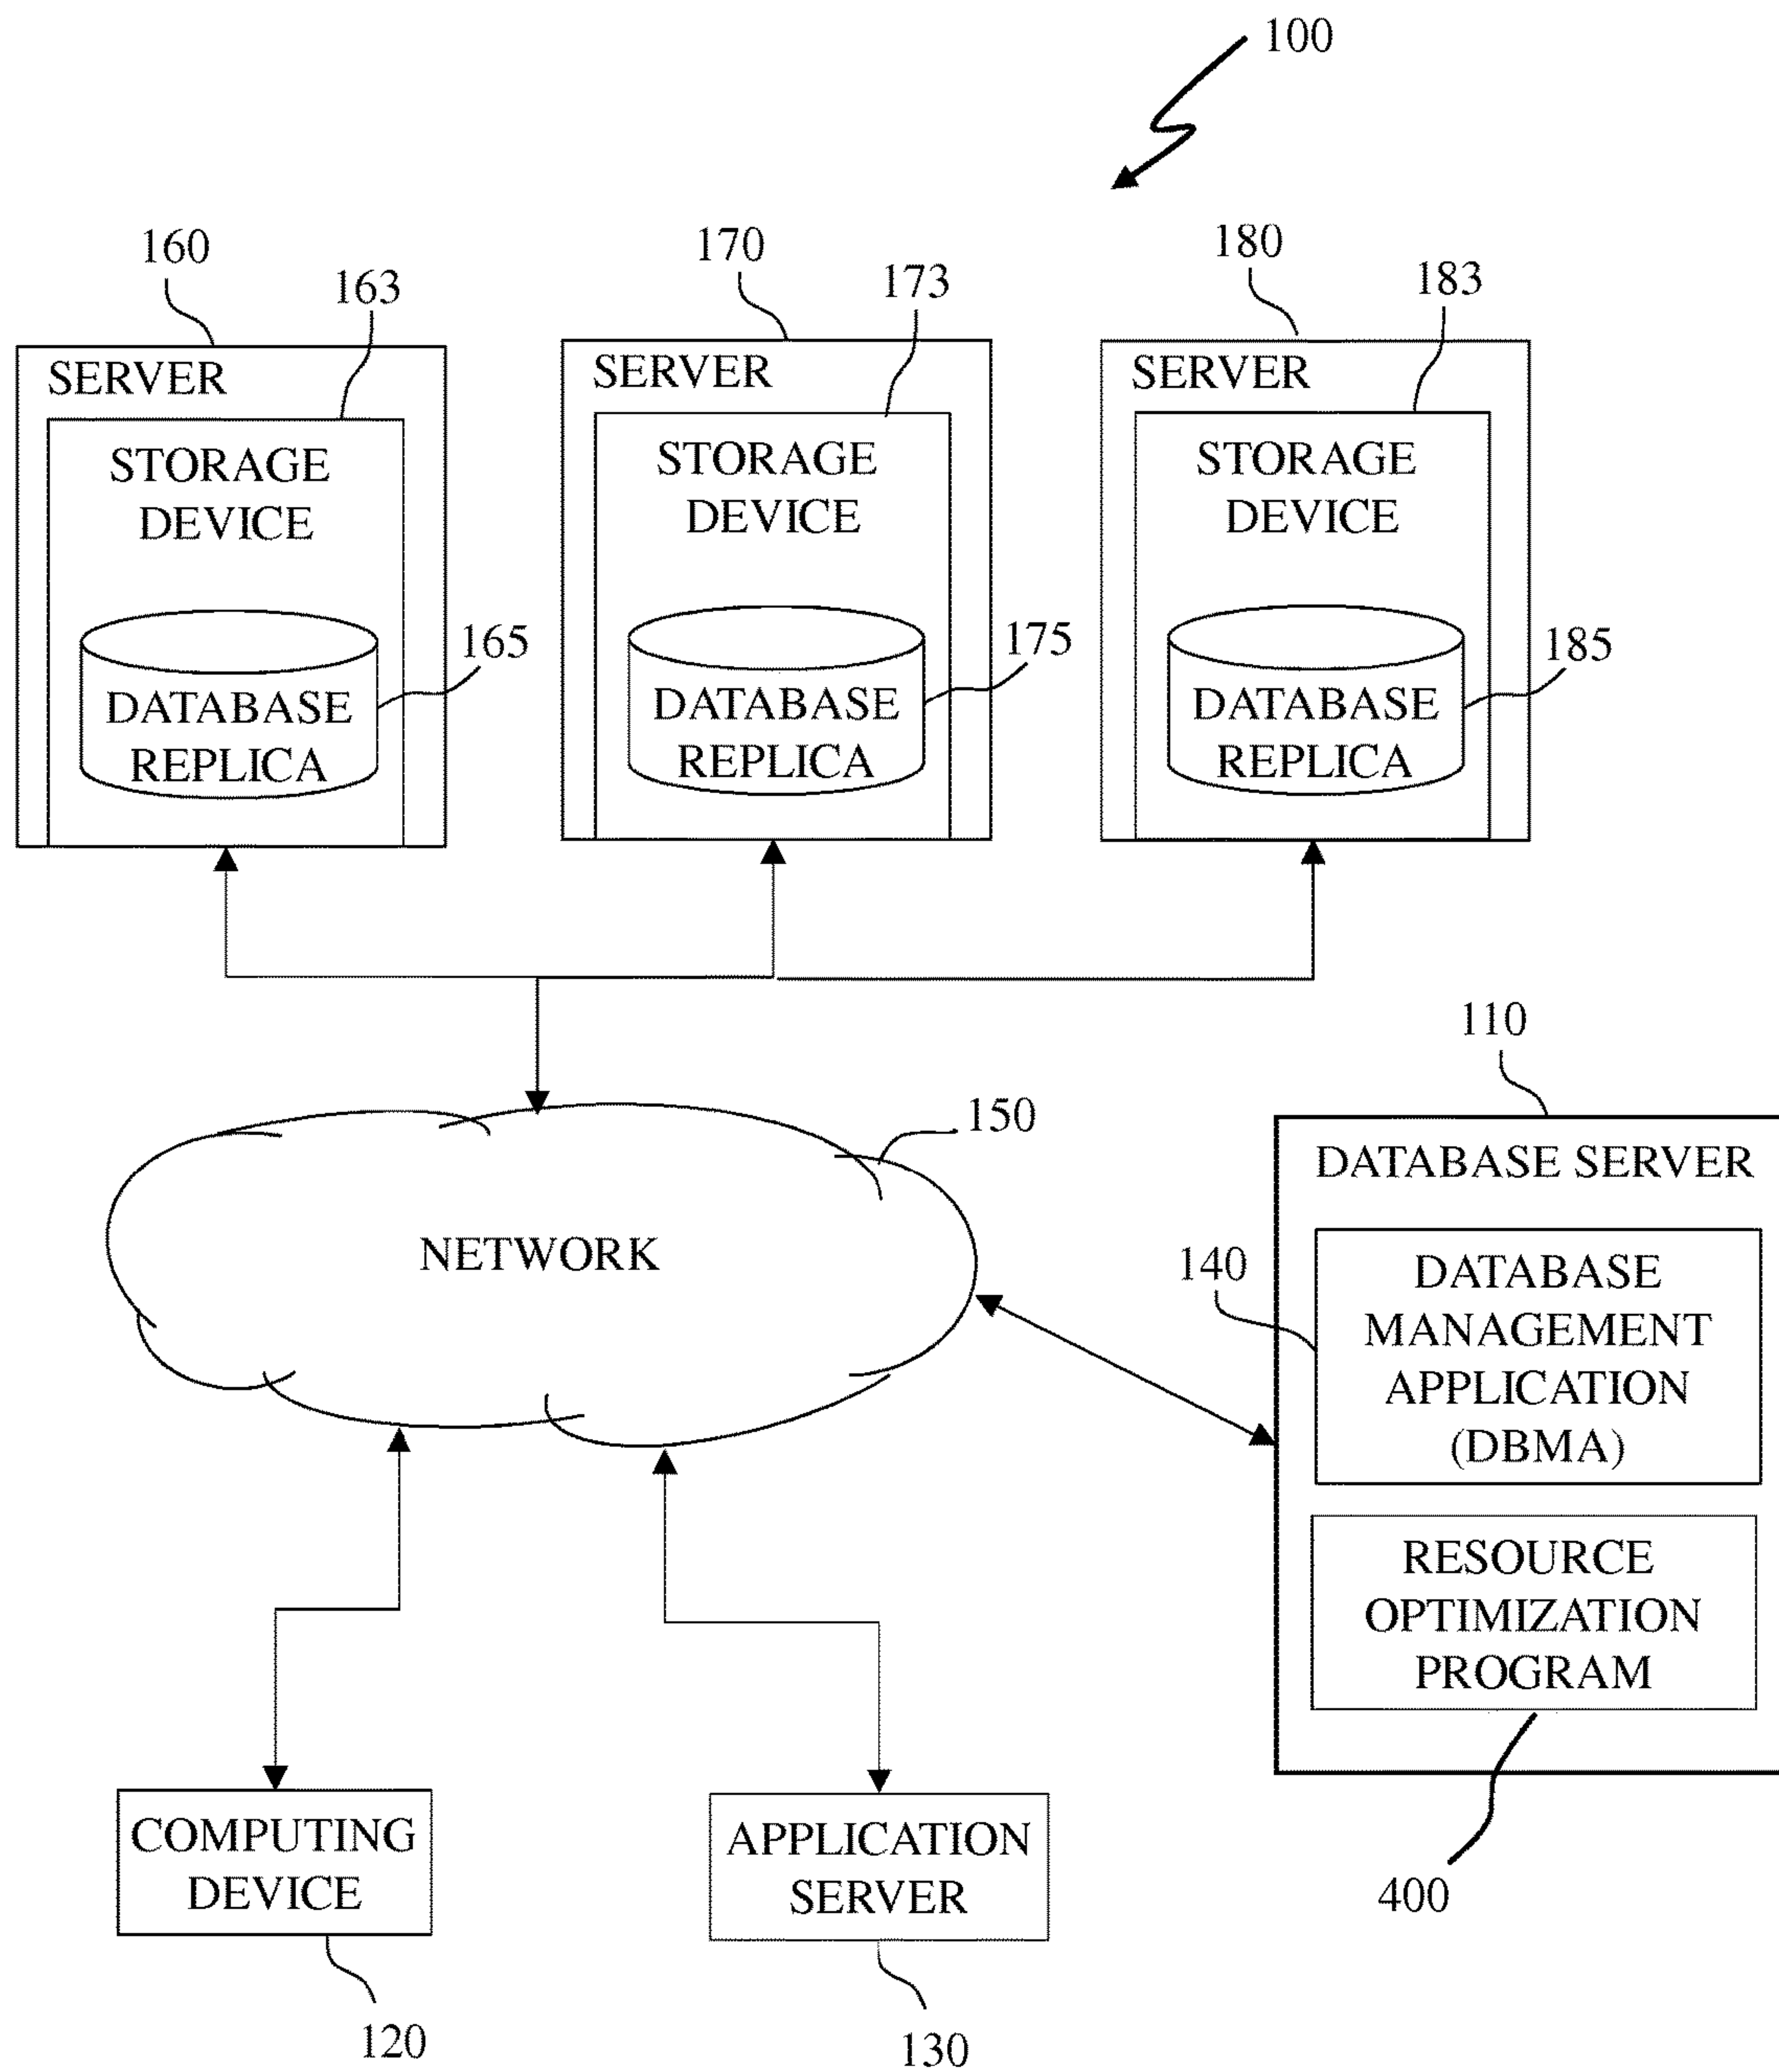 100
160
163
SERVER
STORAGE
DEVICE
165
DATABASE
REPLICA
170
173
SERVER
STORAGE
DEVICE
175
DATABASE
REPLICA
180
183
SERVER
STORAGE
DEVICE
185
DATABASE
REPLICA
150
NETWORK
110
DATABASE SERVER
140
DATABASE
MANAGEMENT
APPLICATION
(DBMA)
RESOURCE
OPTIMIZATION
PROGRAM
400
COMPUTING
DEVICE
120
APPLICATION
SERVER
130